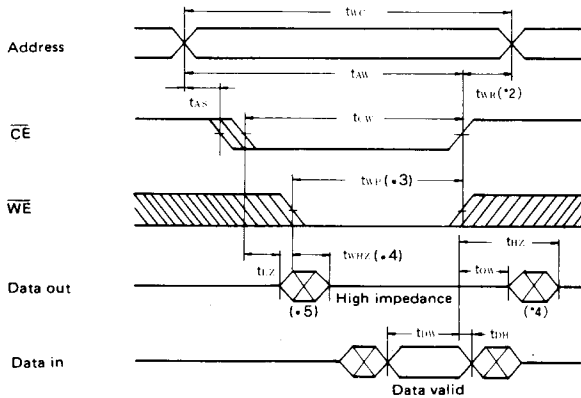 tWC
Address
tAW
tWR(*2)
tAS
tCW
CE
tWP(*3)
WE
tHZ
tLZ
tWHZ(*4)
tOW
Data out
High impedance
(*5)
(*4)
tDW
tDH
Data in
Data valid